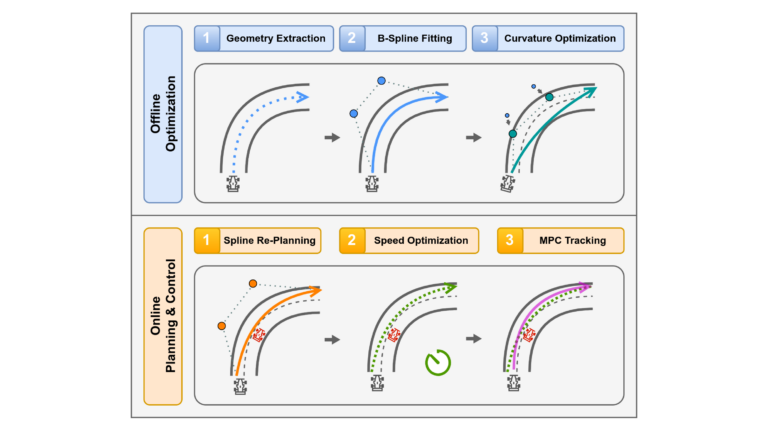 1 Geometry Extraction
2 B-Spline Fitting
3 Curvature Optimization
Offline
Optimization
1 Spline Re-Planning
2 Speed Optimization
3 MPC Tracking
Online
Planning & Control